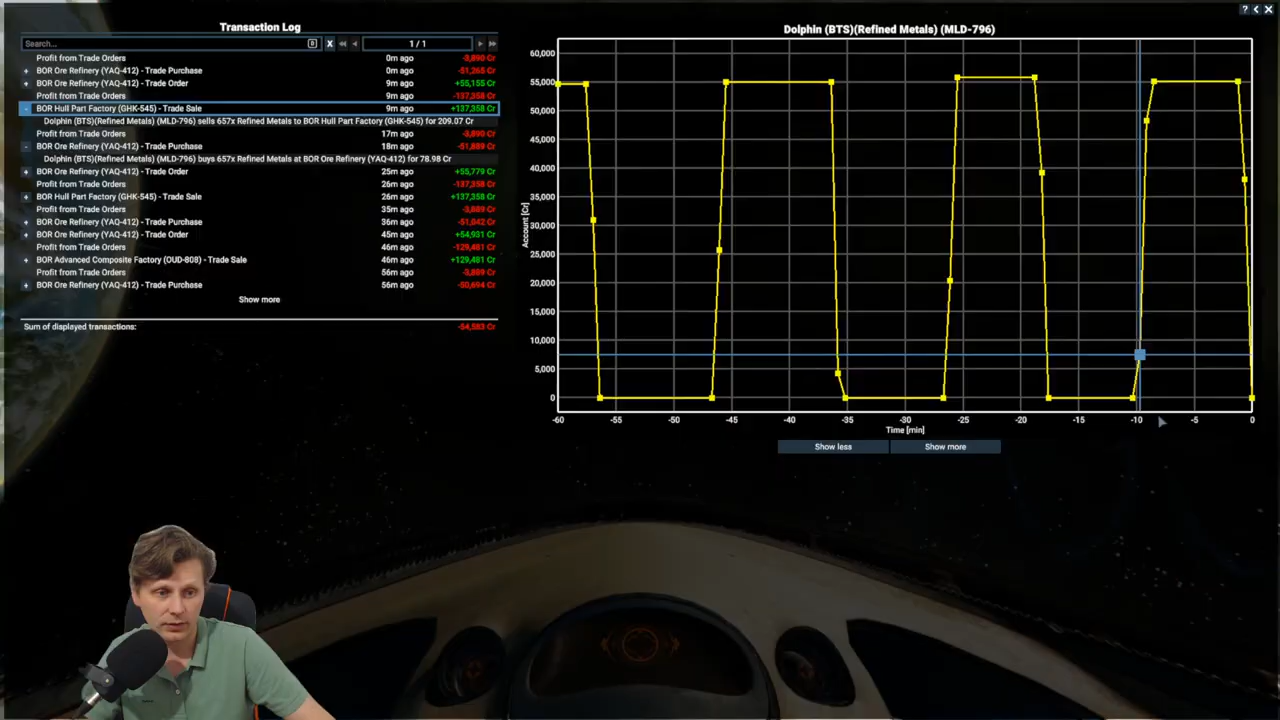 ? < X
Transaction Log
Search... X 1 / 1
Profit from Trade Orders 0m ago -3,890 Cr
+ BOR Ore Refinery (YAQ-412) - Trade Purchase 0m ago -51,265 Cr
+ BOR Ore Refinery (YAQ-412) - Trade Order 9m ago +55,155 Cr
Profit from Trade Orders 9m ago -137,358 Cr
- BOR Hull Part Factory (GHK-545) - Trade Sale 9m ago +137,358 Cr
Dolphin (BTS)(Refined Metals) (MLD-796) sells 657x Refined Metals to BOR Hull Part Factory (GHK-545) for 209.07 Cr
Profit from Trade Orders 17m ago -3,890 Cr
- BOR Ore Refinery (YAQ-412) - Trade Purchase 18m ago -51,889 Cr
Dolphin (BTS)(Refined Metals) (MLD-796) buys 657x Refined Metals at BOR Ore Refinery (YAQ-412) for 78.98 Cr
+ BOR Ore Refinery (YAQ-412) - Trade Order 25m ago +55,779 Cr
Profit from Trade Orders 26m ago -137,358 Cr
+ BOR Hull Part Factory (GHK-545) - Trade Sale 26m ago +137,358 Cr
Profit from Trade Orders 35m ago -3,889 Cr
+ BOR Ore Refinery (YAQ-412) - Trade Purchase 36m ago -51,042 Cr
+ BOR Ore Refinery (YAQ-412) - Trade Order 45m ago +54,931 Cr
Profit from Trade Orders 46m ago -129,481 Cr
+ BOR Advanced Composite Factory (OUD-808) - Trade Sale 46m ago +129,481 Cr
Profit from Trade Orders 56m ago -3,889 Cr
+ BOR Ore Refinery (YAQ-412) - Trade Purchase 56m ago -50,694 Cr
Show more
Sum of displayed transactions: -54,583 Cr
Dolphin (BTS)(Refined Metals) (MLD-796)
60,000
55,000
50,000
45,000
40,000
35,000
30,000
25,000
20,000
15,000
10,000
5,000
0
Account [Cr]
-60 -55 -50 -45 -40 -35 -30 -25 -20 -15 -10 -5 0
Time [min]
Show less Show more